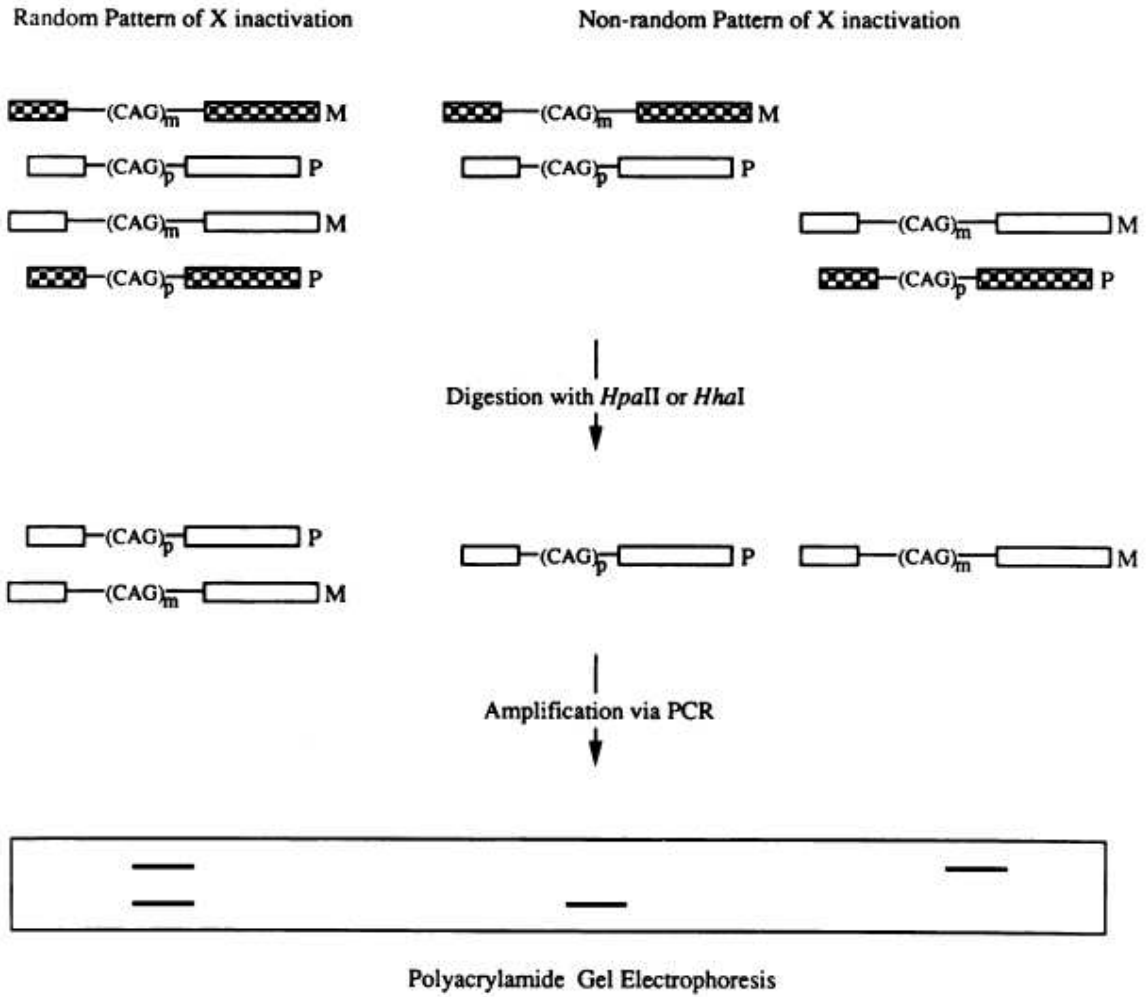 Random Pattern of X inactivation
Non-random Pattern of X inactivation
(CAG)m M
(CAG)m M
(CAG)p P
(CAG)p P
(CAG)m M
(CAG)m M
(CAG)p P
(CAG)p P
Digestion with HpaII or HhaI
(CAG)p P
(CAG)p P
(CAG)m M
(CAG)m M
Amplification via PCR
Polyacrylamide Gel Electrophoresis